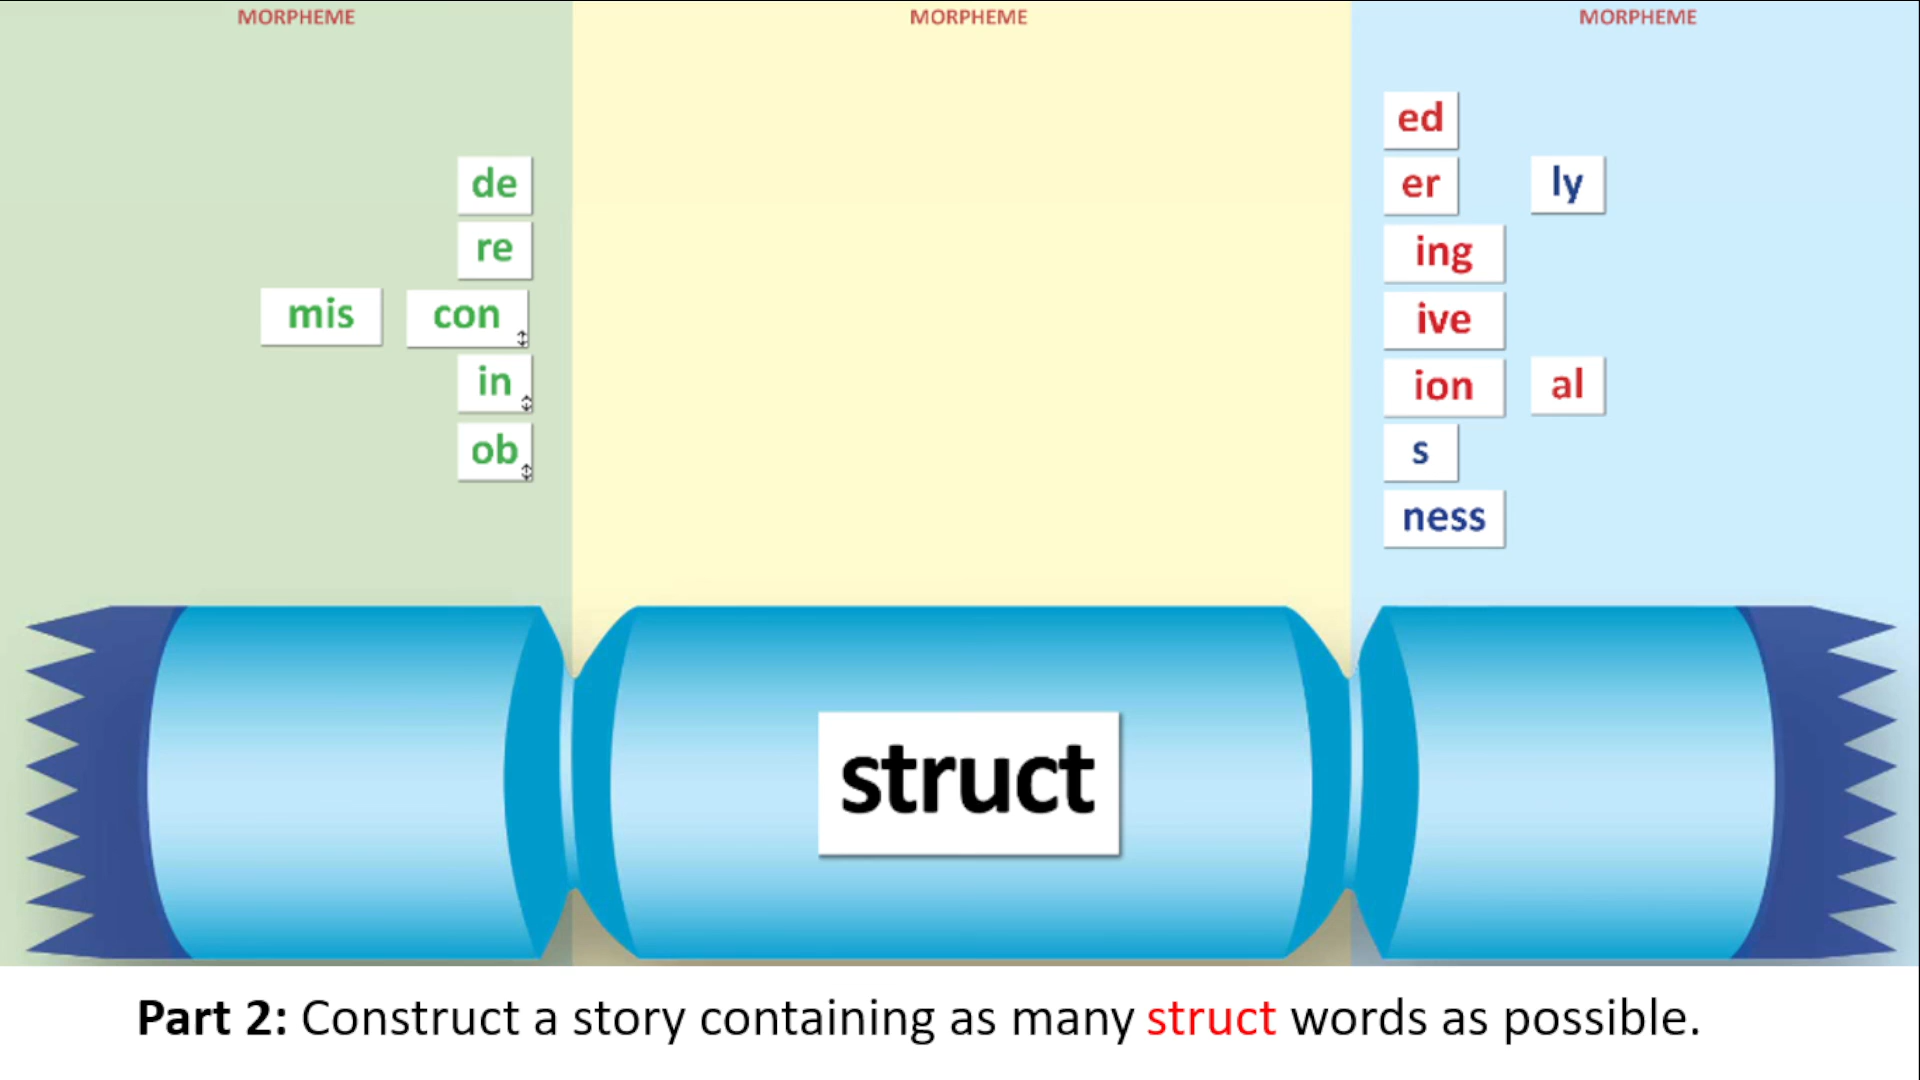 MORPHEME MORPHEME MORPHEME
ed
de er ly
re ing
mis con ive
in ion al
ob s
ness
struct
Part 2: Construct a story containing as many struct words as possible.